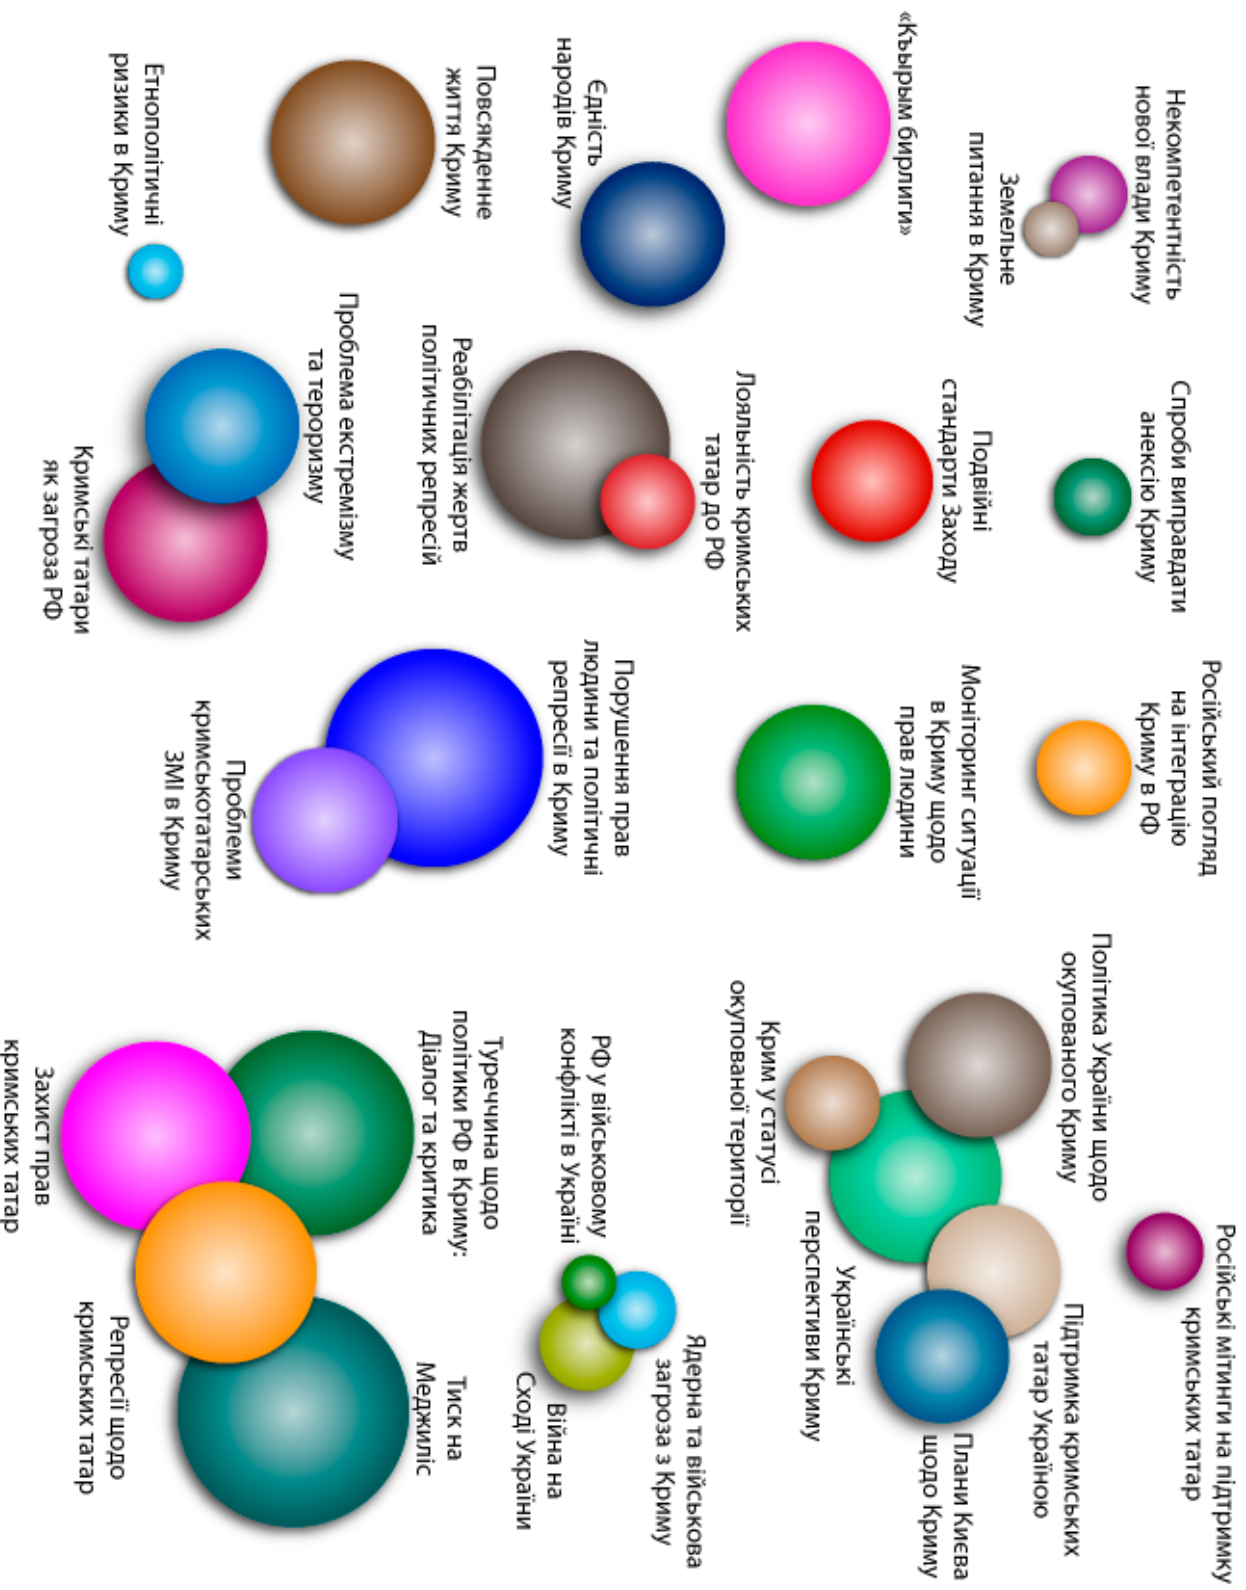 Некомпетентність
нової влади Криму
Земельне
питання в Криму
Спроби виправдати
анексію Криму
Російський погляд
на інтеграцію
Криму в РФ
Російські мітинги на підтримку
кримських татар
«Къырым бирлиги»
Єдність
народів Криму
Подвійні
стандарти Заходу
Лояльність кримських
татар до РФ
Реабілітація жертв
політичних репресій
Моніторинг ситуації
в Криму щодо
прав людини
Політика України щодо
окупованого Криму
Крим у статусі
окупованої території
Підтримка кримських
татар Україною
Українські
перспективи Криму
Плани Києва
щодо Криму
Повсякденне
життя Криму
Етнополітичні
ризики в Криму
Проблема екстремізму
та тероризму
Кримські татари
як загроза РФ
Порушення прав
людини та політичні
репресії в Криму
Проблеми
кримськотатарських
ЗМІ в Криму
РФ у військовому
конфлікті в Україні
Ядерна та військова
загроза з Криму
Війна на
Сході України
Туреччина щодо
політики РФ в Криму:
Діалог та критика
Тиск на
Меджиліс
Захист прав
кримських татар
Репресії щодо
кримських татар